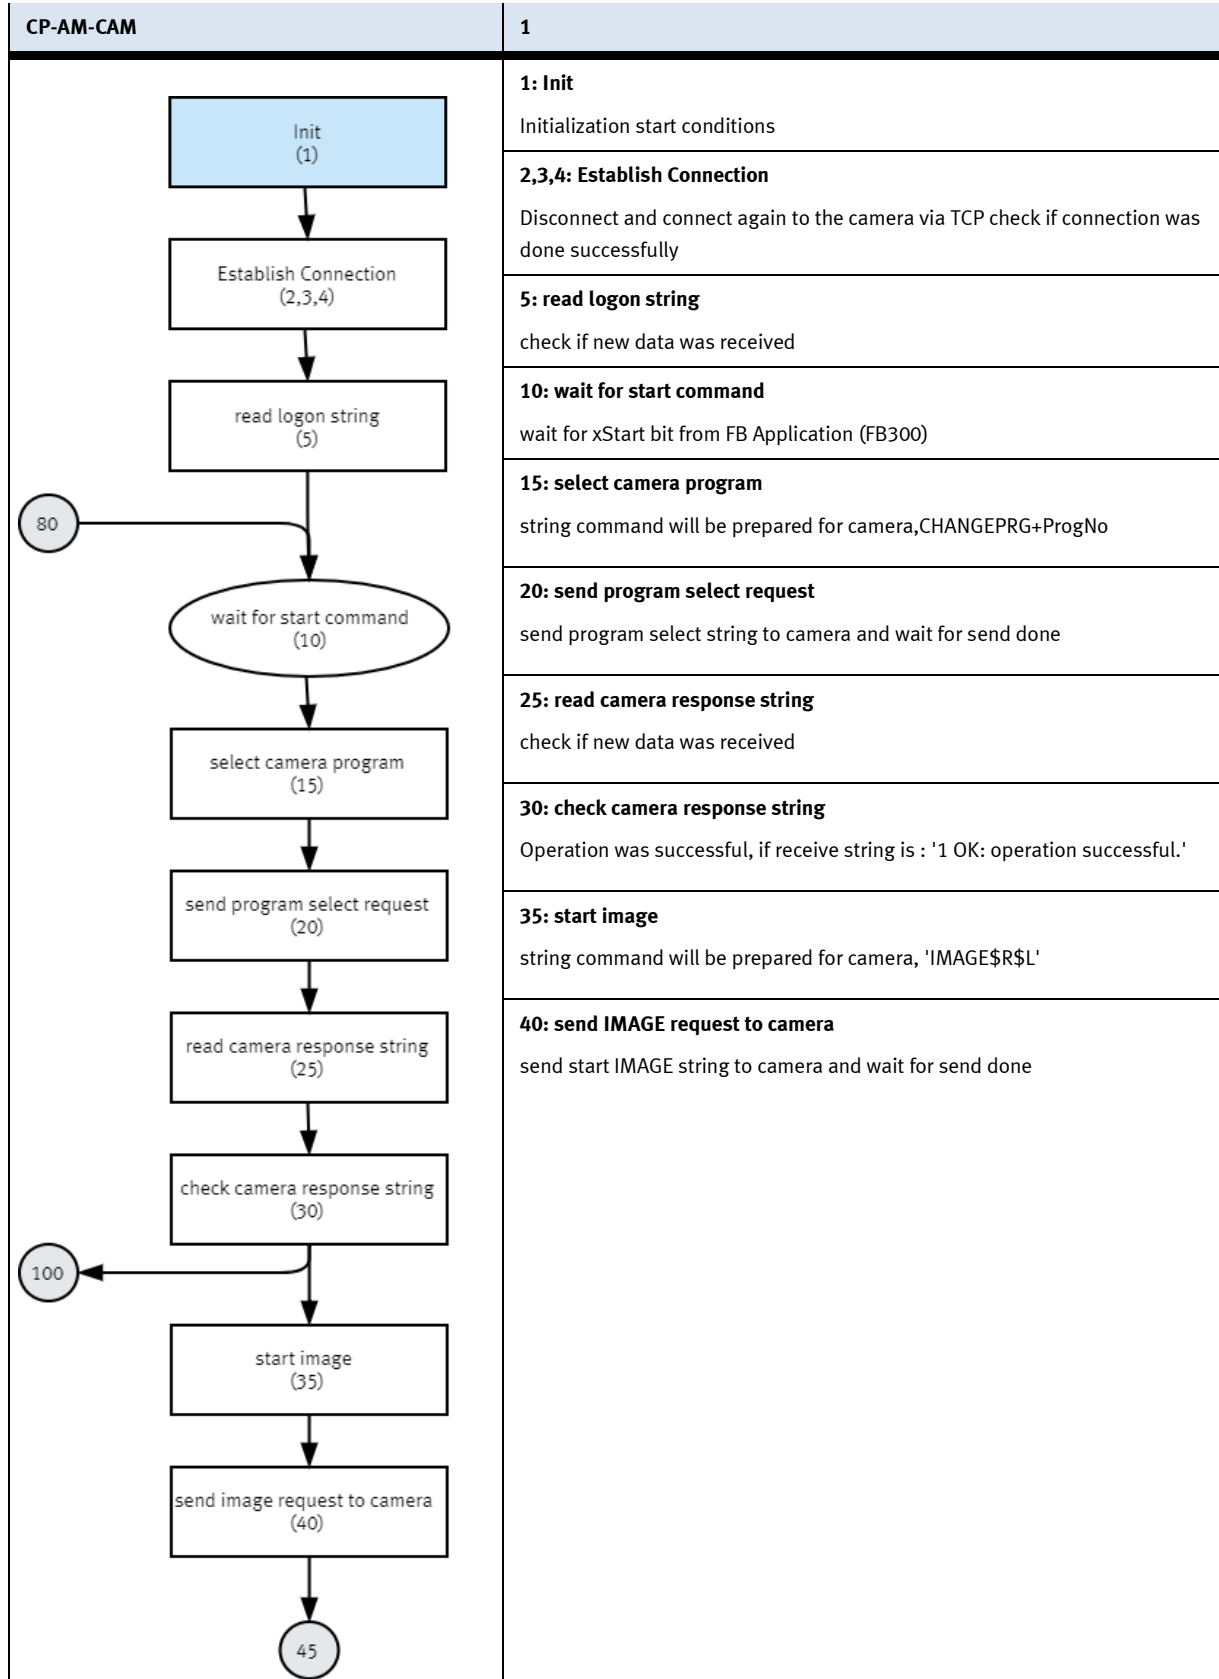 CP-AM-CAM
1
Init
(1)
Establish Connection
(2,3,4)
read logon string
(5)
80
wait for start command
(10)
select camera program
(15)
send program select request
(20)
read camera response string
(25)
check camera response string
(30)
100
start image
(35)
send image request to camera
(40)
45
1: Init
Initialization start conditions
2,3,4: Establish Connection
Disconnect and connect again to the camera via TCP check if connection was
done successfully
5: read logon string
check if new data was received
10: wait for start command
wait for xStart bit from FB Application (FB300)
15: select camera program
string command will be prepared for camera,CHANGEPRG+ProgNo
20: send program select request
send program select string to camera and wait for send done
25: read camera response string
check if new data was received
30: check camera response string
Operation was successful, if receive string is : '1 OK: operation successful.'
35: start image
string command will be prepared for camera, 'IMAGE$R$L'
40: send IMAGE request to camera
send start IMAGE string to camera and wait for send done